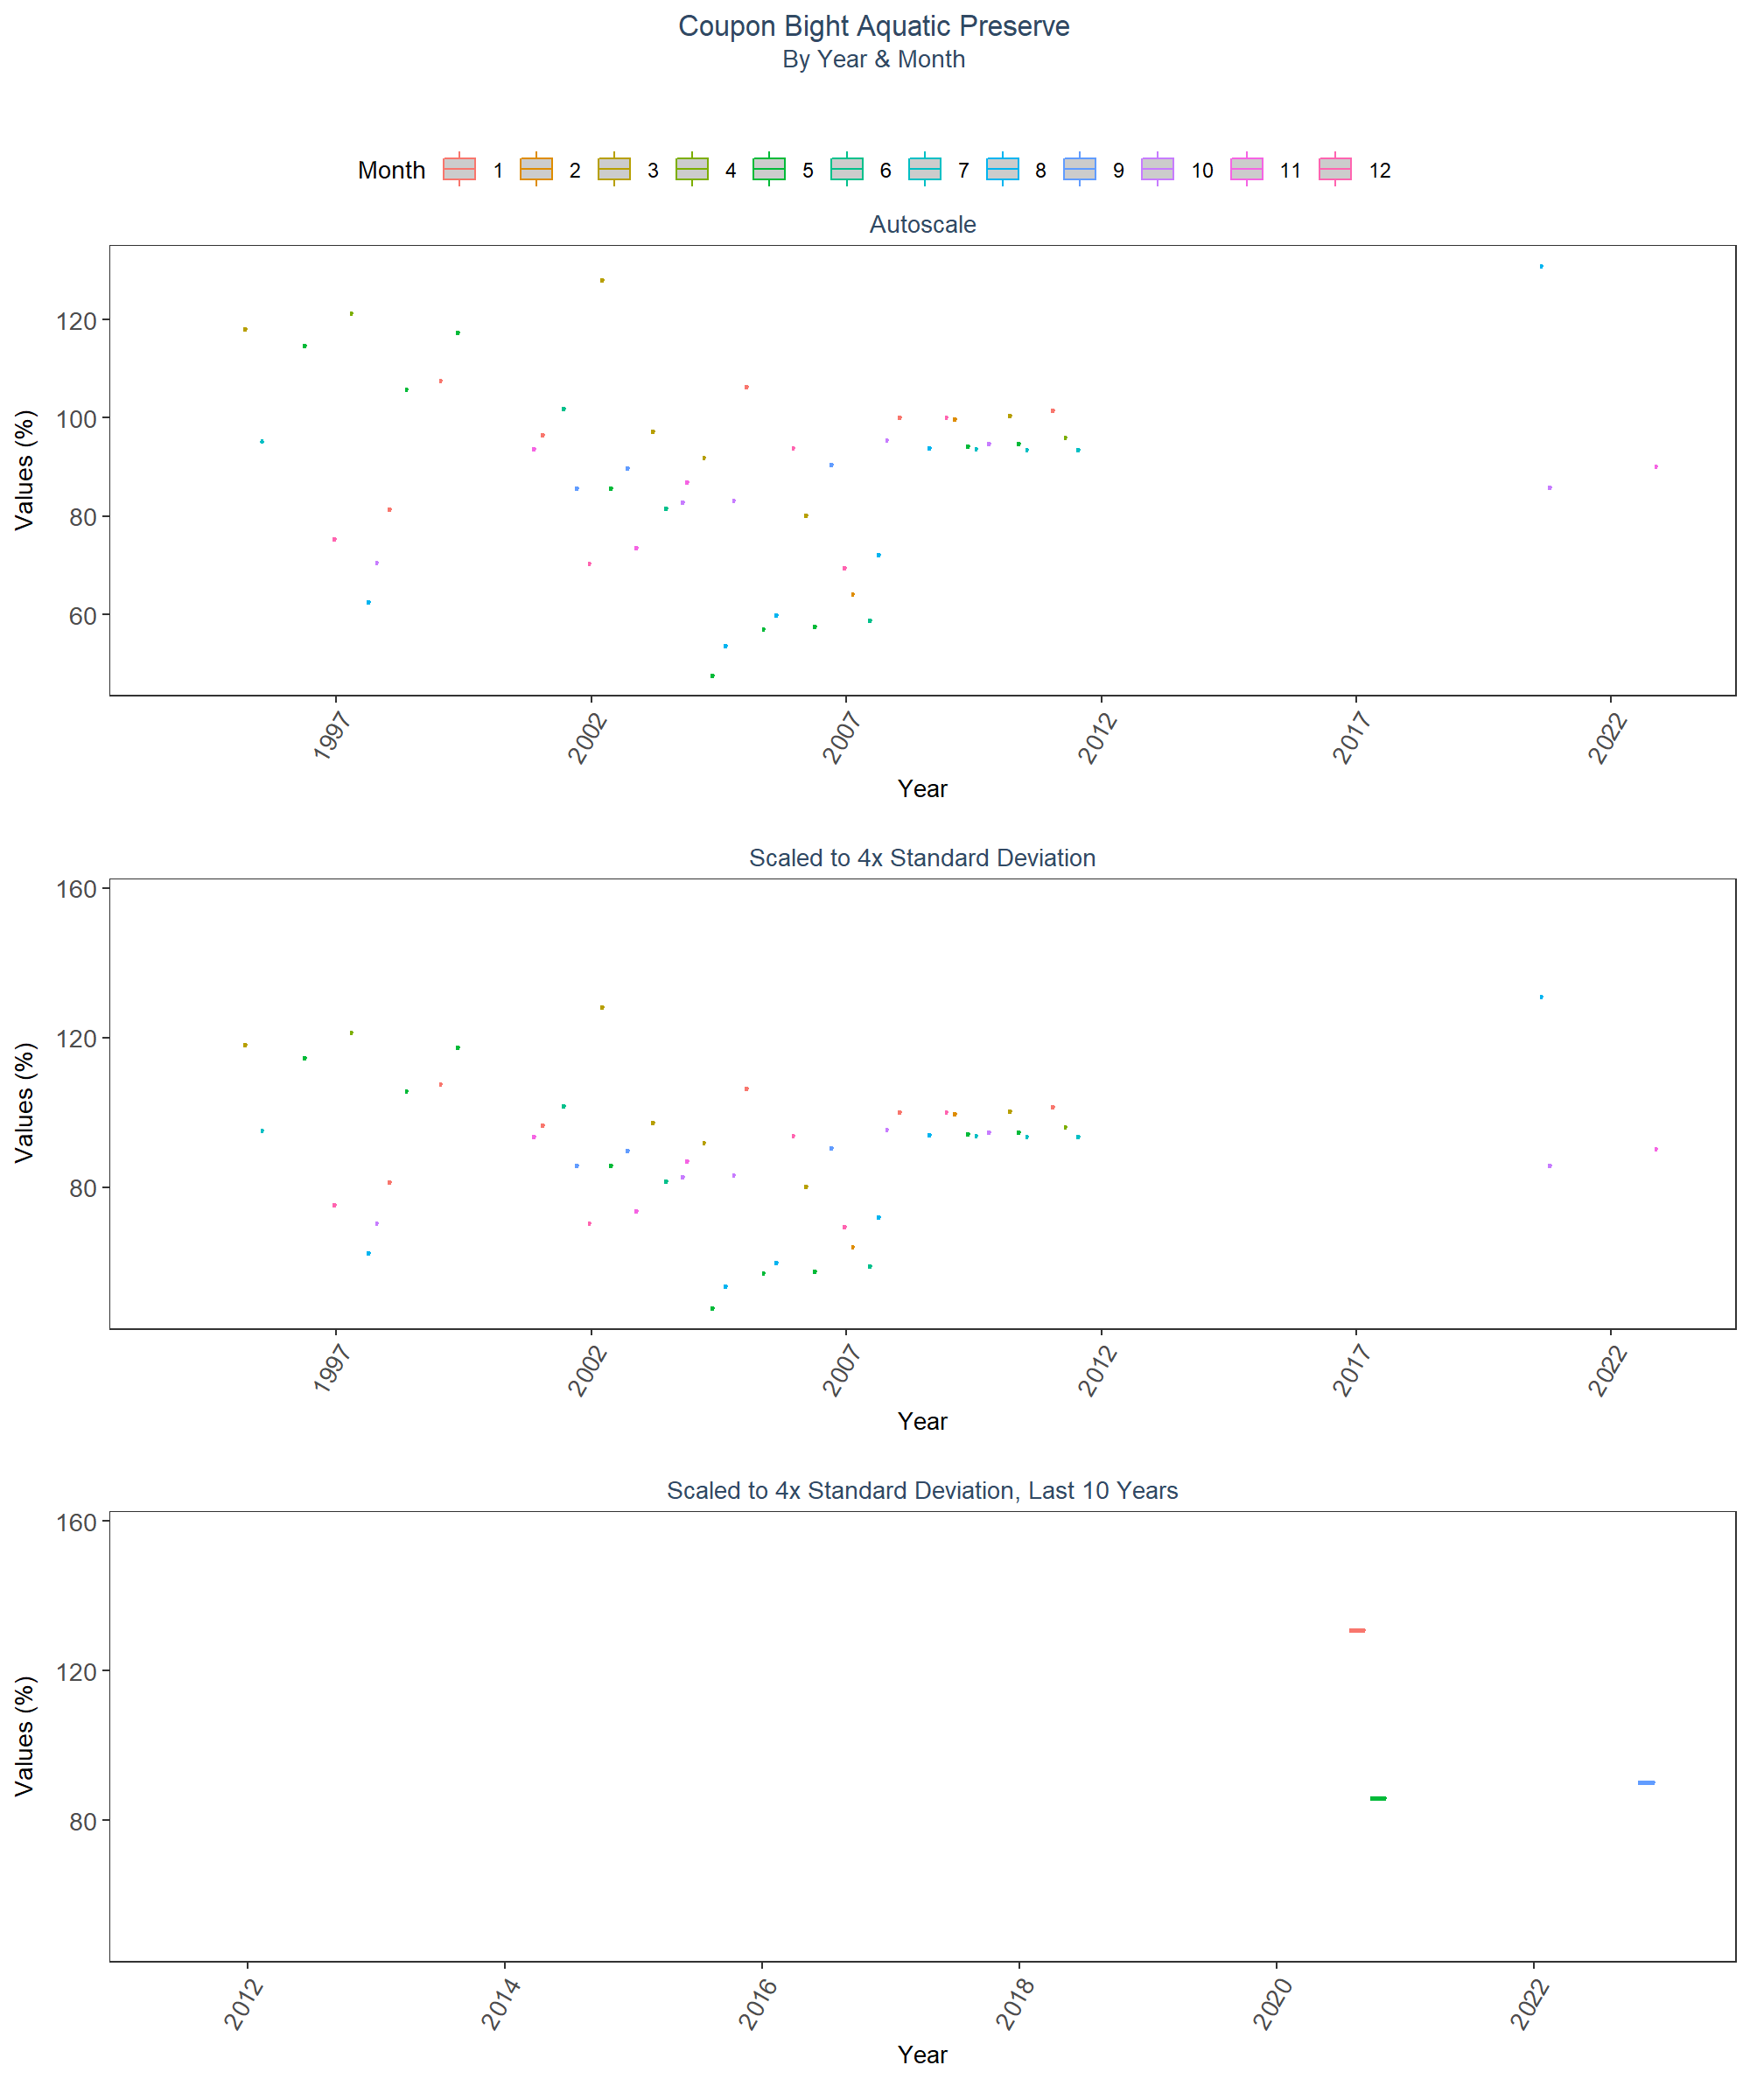 Coupon Bight Aquatic Preserve
By Year & Month
Month 1 2 3 4 5 6 7 8 9 10 11 12
Autoscale
120
100
80
60
Values (%)
1997 2002 2007 2012 2017 2022
Year
Scaled to 4x Standard Deviation
160
120
80
Values (%)
1997 2002 2007 2012 2017 2022
Year
Scaled to 4x Standard Deviation, Last 10 Years
160
120
80
Values (%)
2012 2014 2016 2018 2020 2022
Year